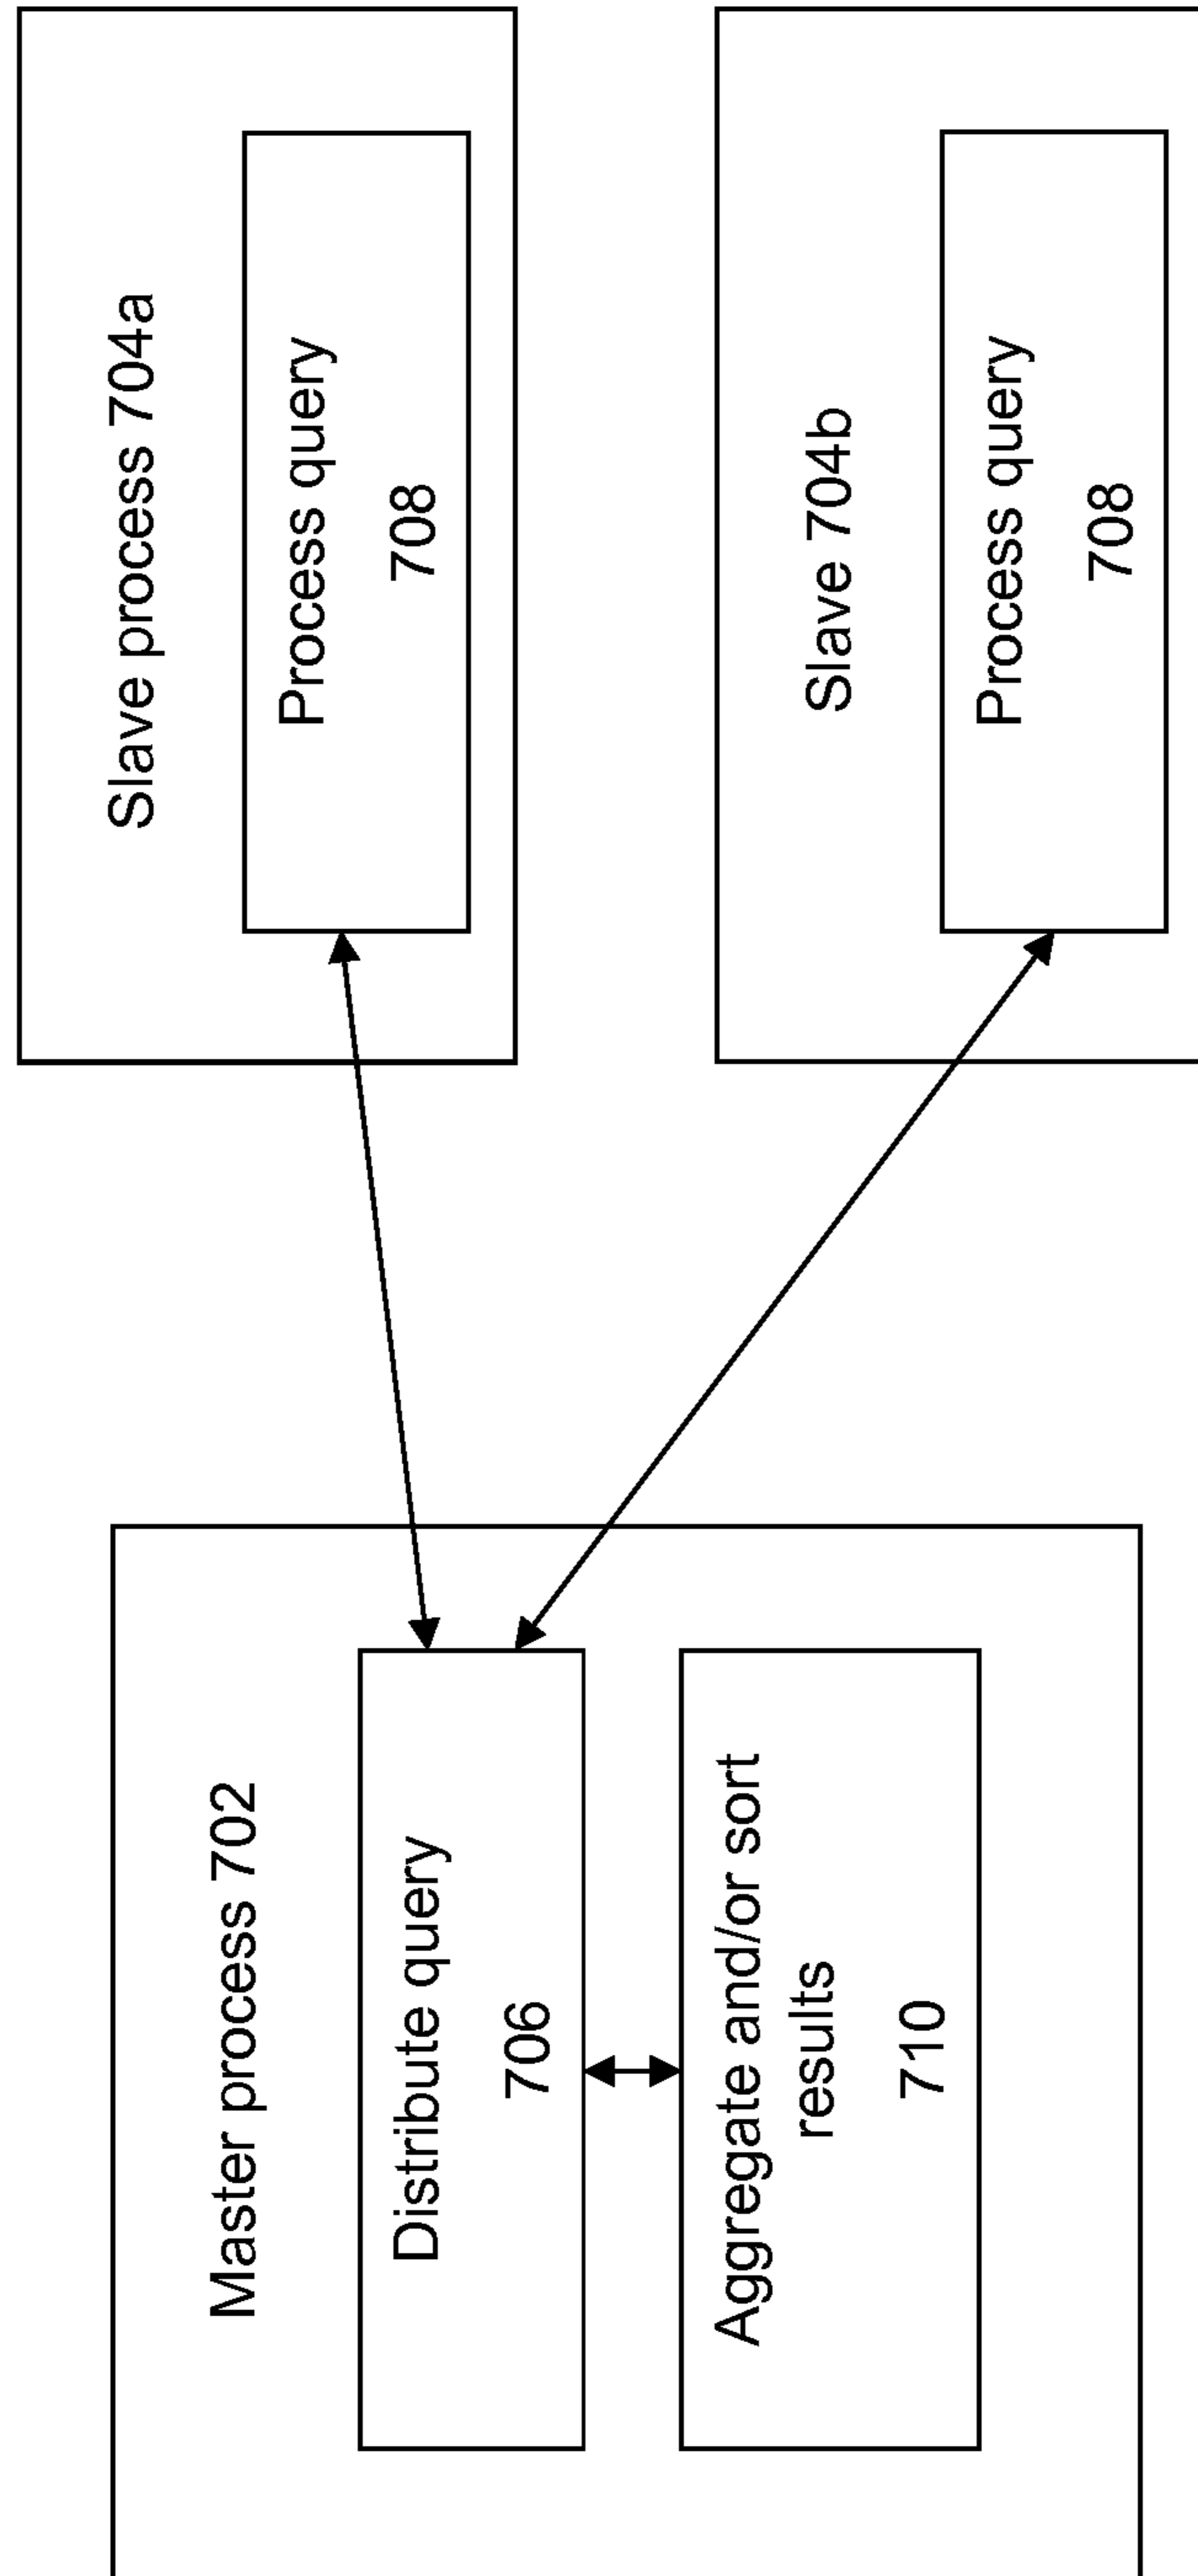 Master process 702
Distribute query
706
Aggregate and/or sort
results
710
Slave process 704a
Process query
708
Slave 704b
Process query
708